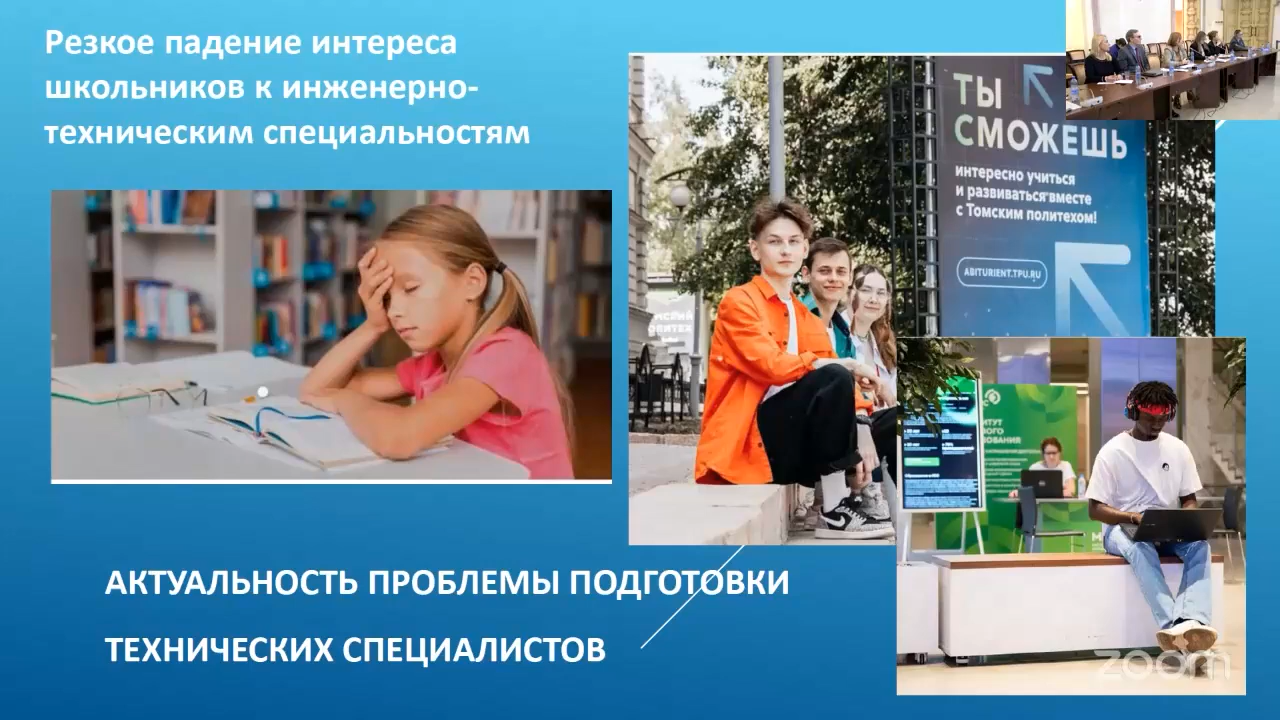 Резкое падение интереса
школьников к инженерно-
техническим специальностям
ТЫ
СМОЖЕШЬ
интересно учиться
и развиваться вместе
с Томским политехом!
ABITURIENT.TPU.RU
АКТУАЛЬНОСТЬ ПРОБЛЕМЫ ПОДГОТОВКИ
ТЕХНИЧЕСКИХ СПЕЦИАЛИСТОВ
zoom